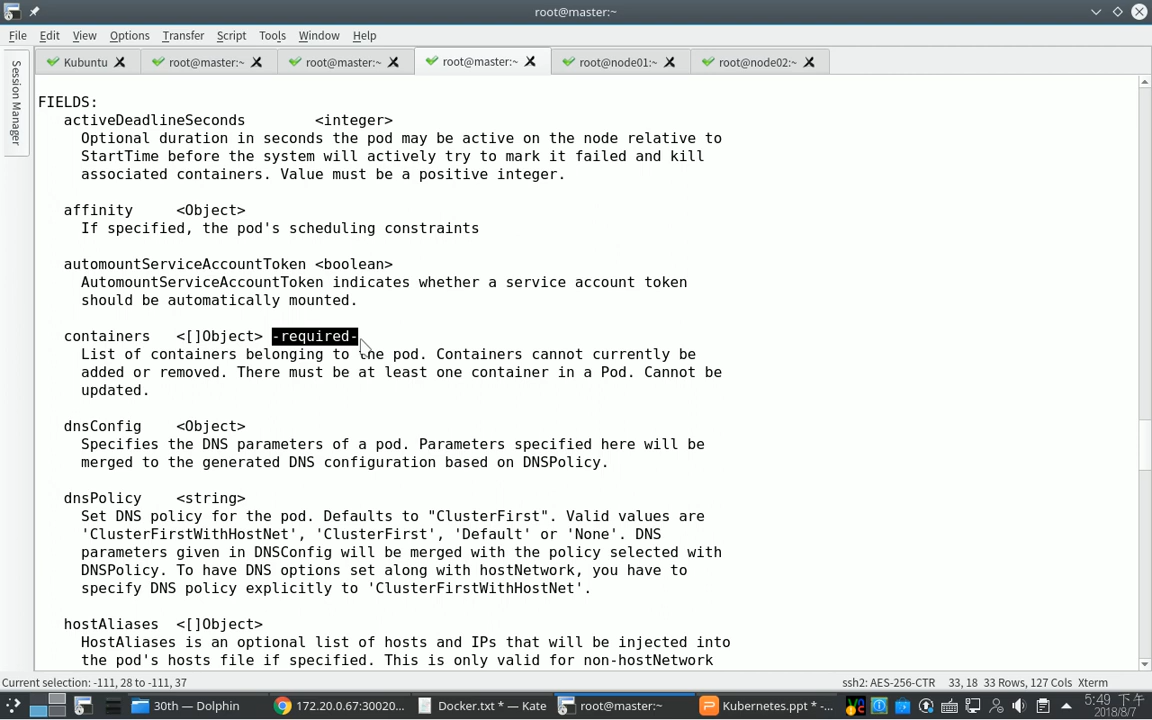 root@master:~
File Edit View Options Transfer Script Tools Window Help
Session Manager
Kubuntu root@master:~ root@master:~ root@master:~ root@node01:~ root@node02:~
FIELDS:
activeDeadlineSeconds <integer>
Optional duration in seconds the pod may be active on the node relative to
StartTime before the system will actively try to mark it failed and kill
associated containers. Value must be a positive integer.
affinity <Object>
If specified, the pod's scheduling constraints
automountServiceAccountToken <boolean>
AutomountServiceAccountToken indicates whether a service account token
should be automatically mounted.
containers <[]Object> -required-
List of containers belonging to the pod. Containers cannot currently be
added or removed. There must be at least one container in a Pod. Cannot be
updated.
dnsConfig <Object>
Specifies the DNS parameters of a pod. Parameters specified here will be
merged to the generated DNS configuration based on DNSPolicy.
dnsPolicy <string>
Set DNS policy for the pod. Defaults to "ClusterFirst". Valid values are
'ClusterFirstWithHostNet', 'ClusterFirst', 'Default' or 'None'. DNS
parameters given in DNSConfig will be merged with the policy selected with
DNSPolicy. To have DNS options set along with hostNetwork, you have to
specify DNS policy explicitly to 'ClusterFirstWithHostNet'.
hostAliases <[]Object>
HostAliases is an optional list of hosts and IPs that will be injected into
the pod's hosts file if specified. This is only valid for non-hostNetwork
Current selection: -111, 28 to -111, 37 ssh2: AES-256-CTR 33, 18 33 Rows, 127 Cols Xterm
30th — Dolphin 172.20.0.67:30020... Docker.txt * — Kate root@master:~ Kubernetes.ppt * -... 5:49 下午
2018/8/7